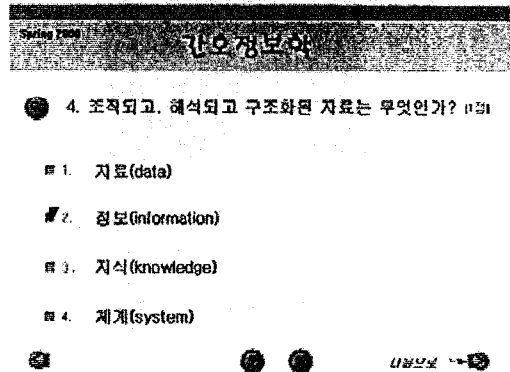 Spring 2000
간호정보학
4. 조작되고, 해석되고 구조화된 자료는 무엇인가? [1점]
1. 자료(data)
2. 정보(information)
3. 지식(knowledge)
4. 체계(system)
다음으로